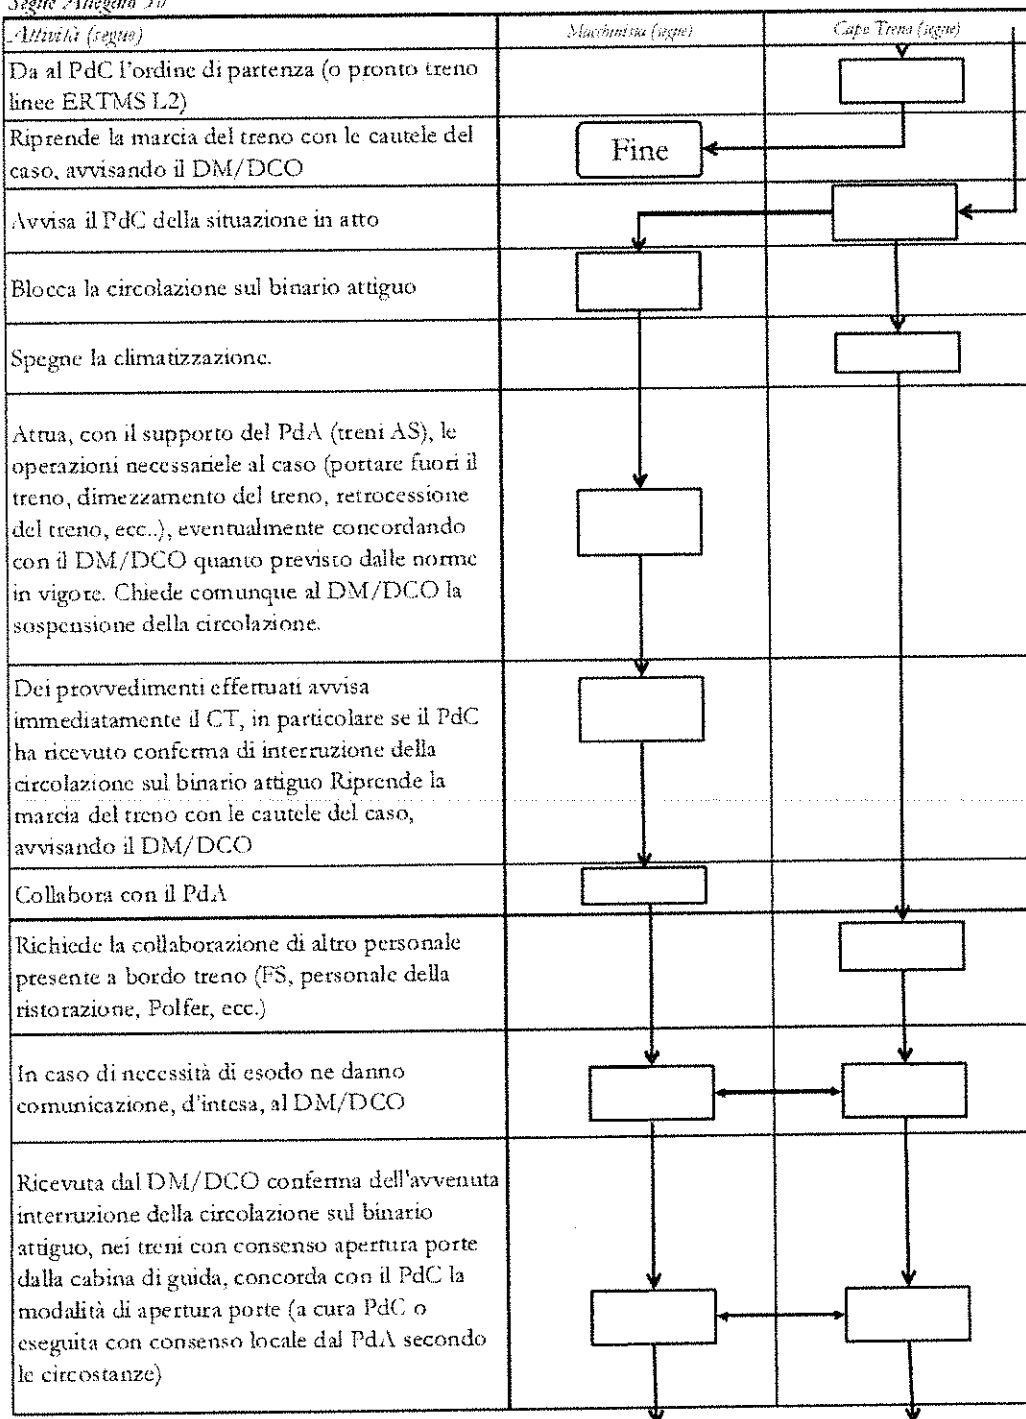 Segue Allegato 10
Attività (segue)
Macchinista (segue)
Capo Treno (segue)
Da al PdC l'ordine di partenza (o pronto treno
linee ERTMS L2)
Riprende la marcia del treno con le cautele del
caso, avvisando il DM/DCO
Fine
Avvisa il PdC della situazione in atto
Blocca la circolazione sul binario attiguo
Spegne la climatizzazione.
Attua, con il supporto del PdA (treni AS), le
operazioni necessariele al caso (portare fuori il
treno, dimezzamento del treno, retrocessione
del treno, ecc..), eventualmente concordando
con il DM/DCO quanto previsto dalle norme
in vigore. Chiede comunque al DM/DCO la
sospensione della circolazione.
Dei provvedimenti effettuati avvisa
immediatamente il CT, in particolare se il PdC
ha ricevuto conferma di interruzione della
circolazione sul binario attiguo Riprende la
marcia del treno con le cautele del caso,
avvisando il DM/DCO
Collabora con il PdA
Richiede la collaborazione di altro personale
presente a bordo treno (FS, personale della
ristorazione, Polfer, ecc.)
In caso di necessità di esodo ne danno
comunicazione, d'intesa, al DM/DCO
Ricevuta dal DM/DCO conferma dell'avvenuta
interruzione della circolazione sul binario
attiguo, nei treni con consenso apertura porte
dalla cabina di guida, concorda con il PdC la
modalità di apertura porte (a cura PdC o
eseguita con consenso locale dal PdA secondo
le circostanze)